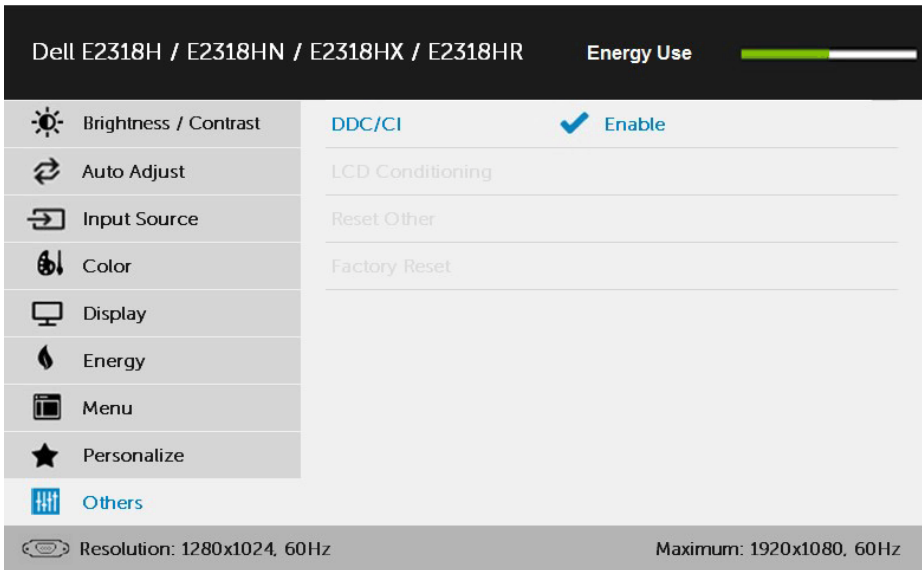 Dell E2318H / E2318HN / E2318HX / E2318HR Energy Use
Brightness / Contrast DDC/CI Enable
Auto Adjust LCD Conditioning
Input Source Reset Other
Color Factory Reset
Display
Energy
Menu
Personalize
Others
Resolution: 1280x1024, 60Hz Maximum: 1920x1080, 60Hz